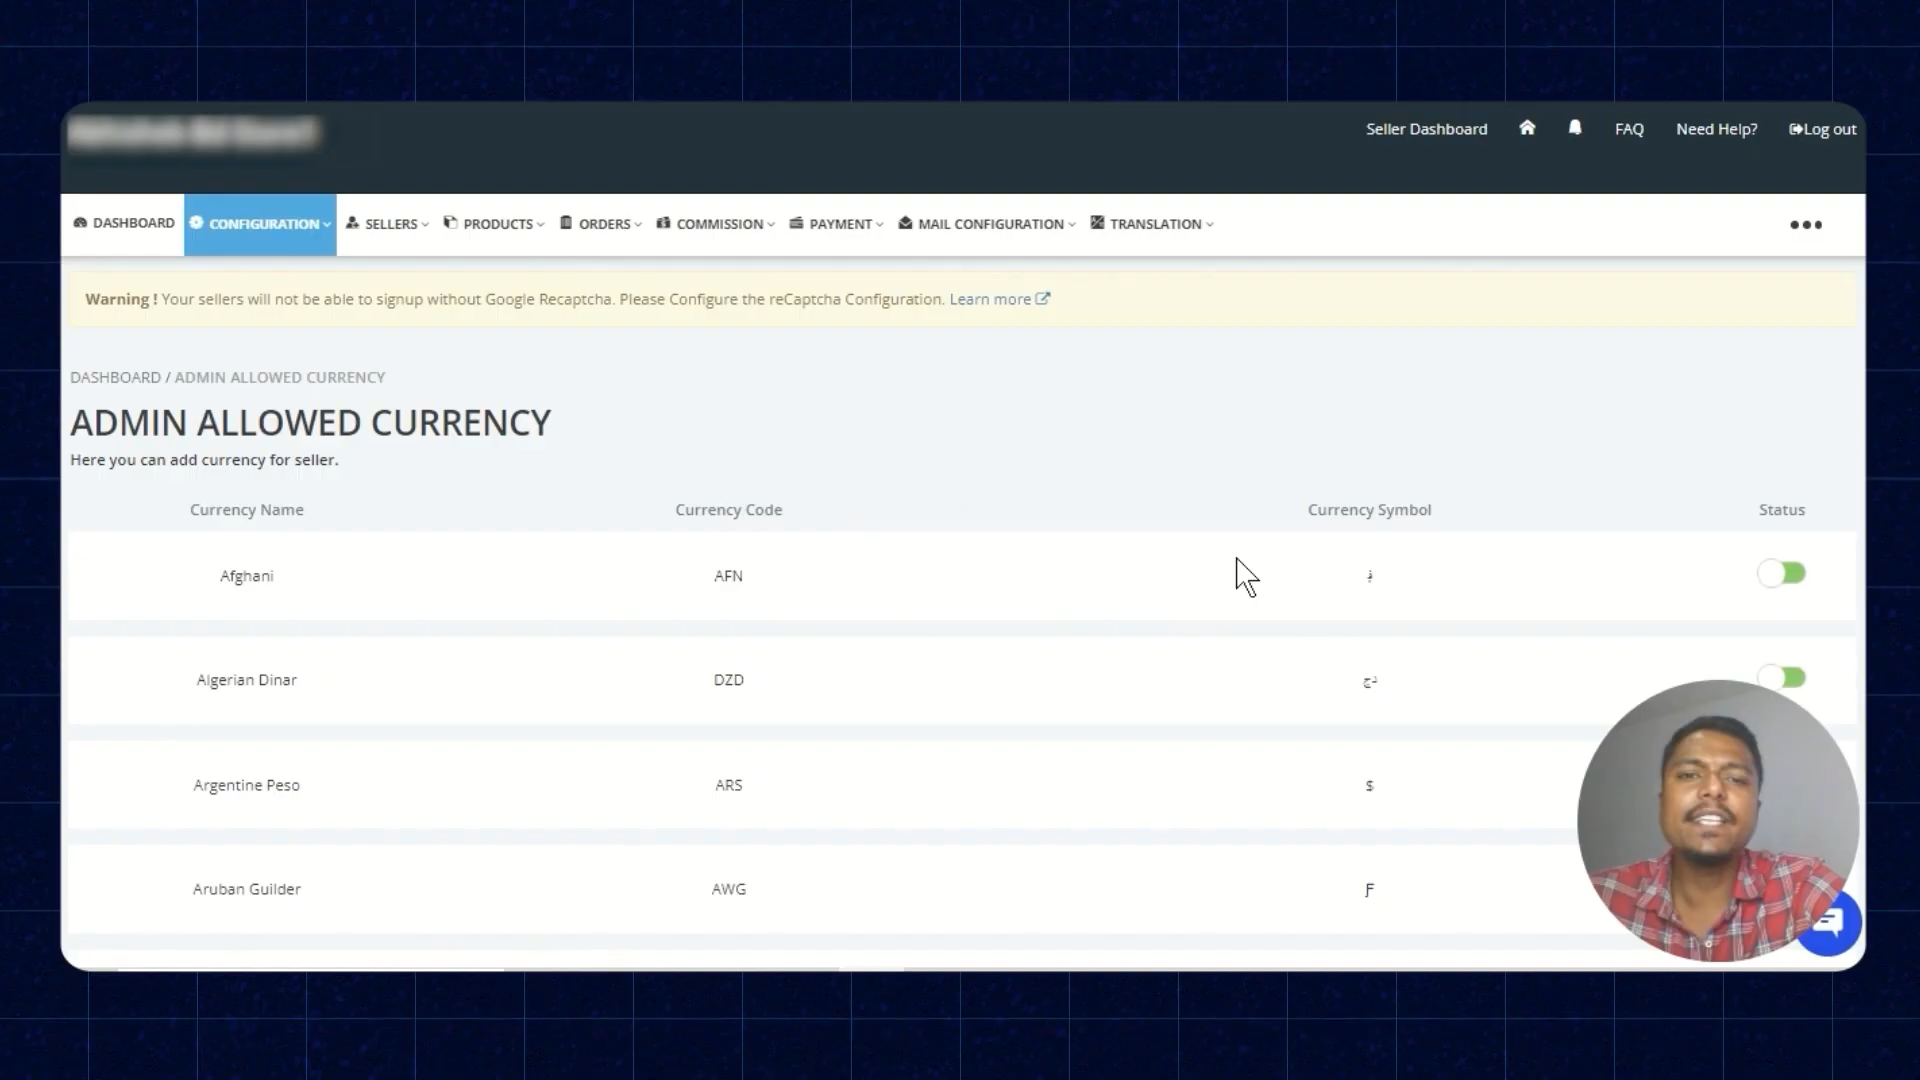 Seller Dashboard FAQ Need Help? Log out
DASHBOARD CONFIGURATION SELLERS PRODUCTS ORDERS COMMISSION PAYMENT MAIL CONFIGURATION TRANSLATION
Warning ! Your sellers will not be able to signup without Google Recaptcha. Please Configure the reCaptcha Configuration. Learn more
DASHBOARD / ADMIN ALLOWED CURRENCY
ADMIN ALLOWED CURRENCY
Here you can add currency for seller.
Currency Name Currency Code Currency Symbol Status
Afghani AFN ؋
Algerian Dinar DZD دج
Argentine Peso ARS $
Aruban Guilder AWG Ƒ